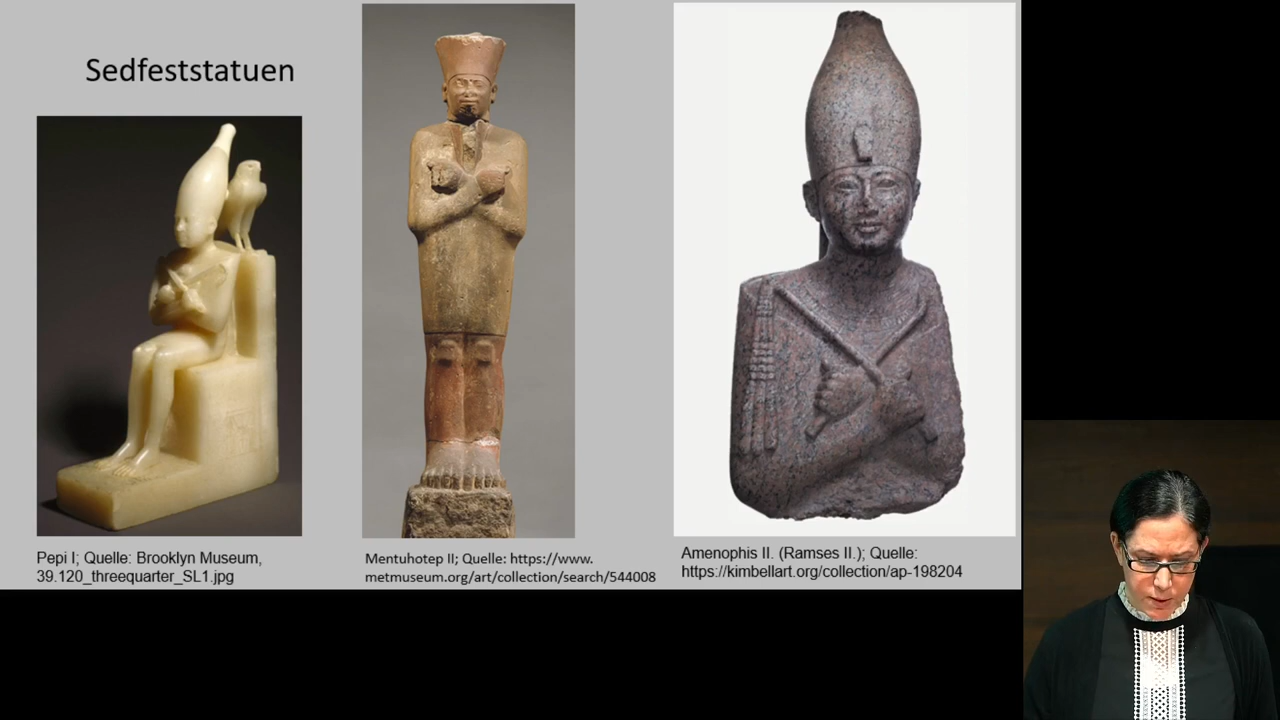 Sedfeststatuen
Pepi I; Quelle: Brooklyn Museum,
39.120_threequarter_SL1.jpg
Mentuhotep II; Quelle: https://www.
metmuseum.org/art/collection/search/544008
Amenophis II. (Ramses II.); Quelle:
https://kimbellart.org/collection/ap-198204